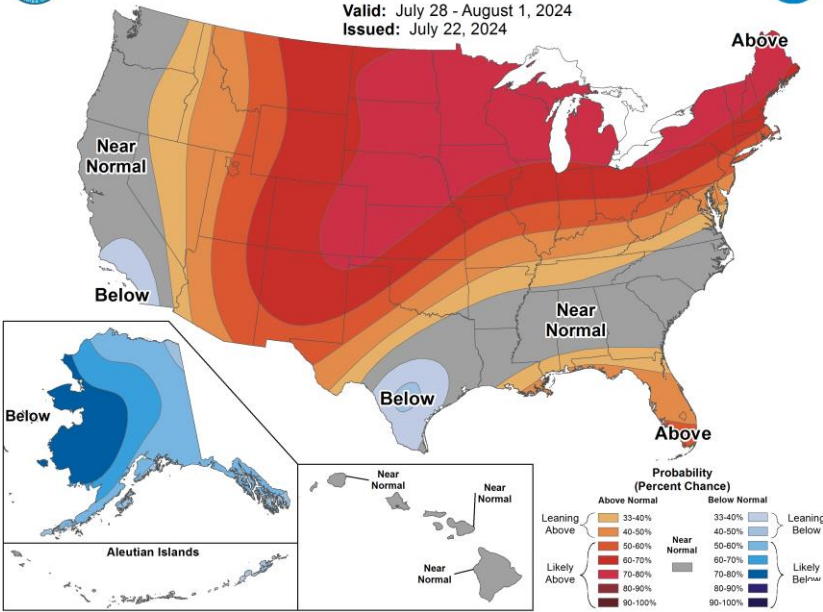 Valid: July 28 - August 1, 2024
Issued: July 22, 2024
Above
Near
Normal
Below
Near
Normal
Below
Above
Below
Aleutian Islands
Near
Normal
Near
Normal
Near
Normal
Probability
(Percent Chance)
Above Normal
Below Normal
Leaning
Above
33-40%
40-50%
Likely
Above
50-60%
60-70%
70-80%
80-90%
90-100%
Near
Normal
33-40%
40-50%
Leaning
Below
50-60%
60-70%
70-80%
80-90%
90-100%
Likely
Below